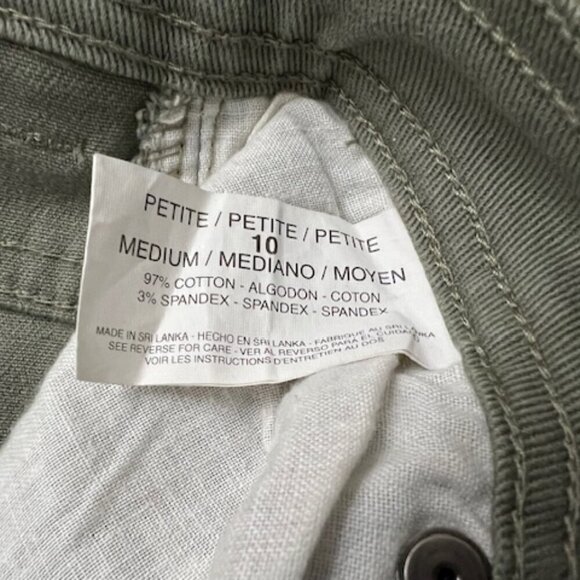 PETITE / PETITE / PETITE
10
MEDIUM / MEDIANO / MOYEN
97% COTTON - ALGODON - COTON
3% SPANDEX - SPANDEX - SPANDEX
MADE IN SRI LANKA - HECHO EN SRI LANKA - FABRIQUE AU SRI LANKA
SEE REVERSE FOR CARE - VER AL REVERSO PARA EL CUIDADO
VOIR LES INSTRUCTIONS D'ENTRETIEN AU DOS